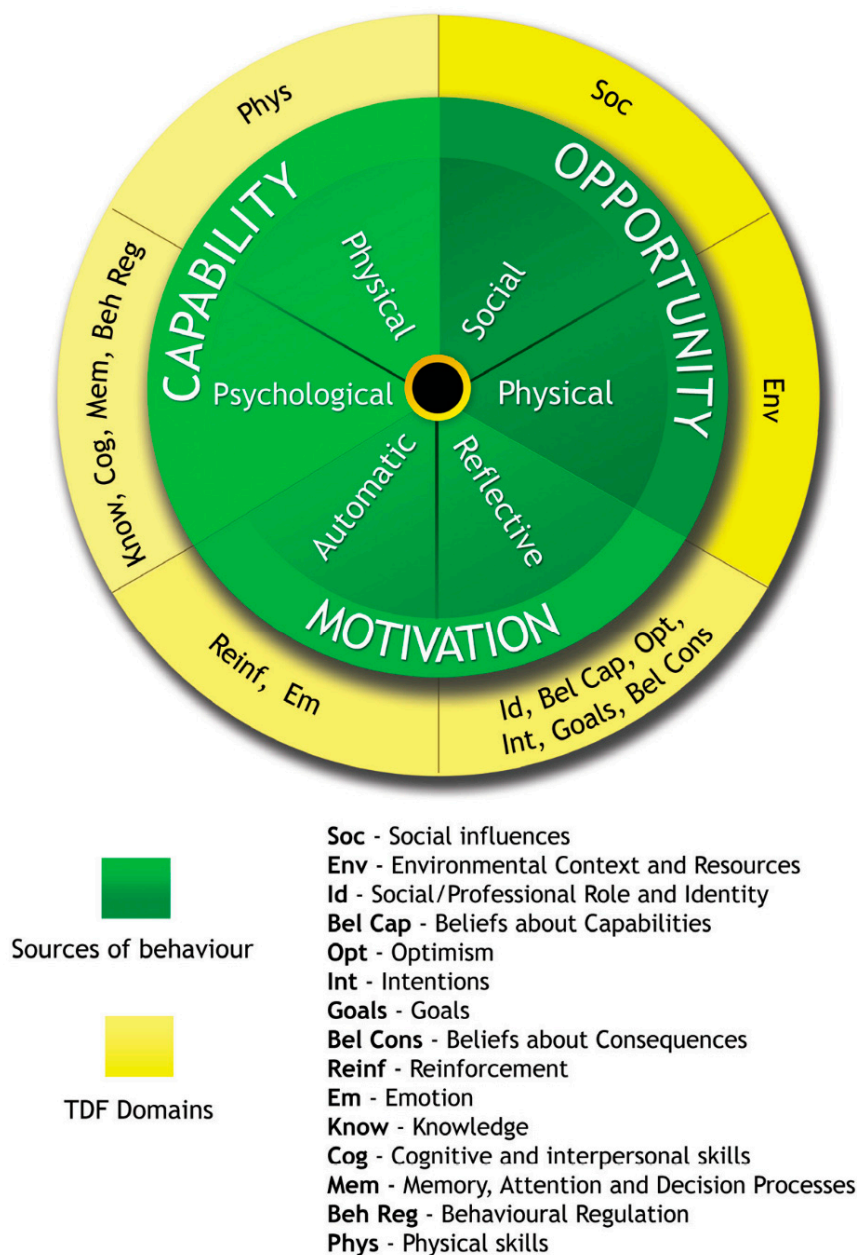 Phys
Soc
CAPABILITY
OPPORTUNITY
Physical
Social
Know, Cog, Mem, Beh Reg
Psychological
Physical
Env
Automatic
Reflective
MOTIVATION
Reinf, Em
Id, Bel Cap, Opt,
Int, Goals, Bel Cons
Sources of behaviour
TDF Domains
Soc - Social influences
Env - Environmental Context and Resources
Id - Social/Professional Role and Identity
Bel Cap - Beliefs about Capabilities
Opt - Optimism
Int - Intentions
Goals - Goals
Bel Cons - Beliefs about Consequences
Reinf - Reinforcement
Em - Emotion
Know - Knowledge
Cog - Cognitive and interpersonal skills
Mem - Memory, Attention and Decision Processes
Beh Reg - Behavioural Regulation
Phys - Physical skills